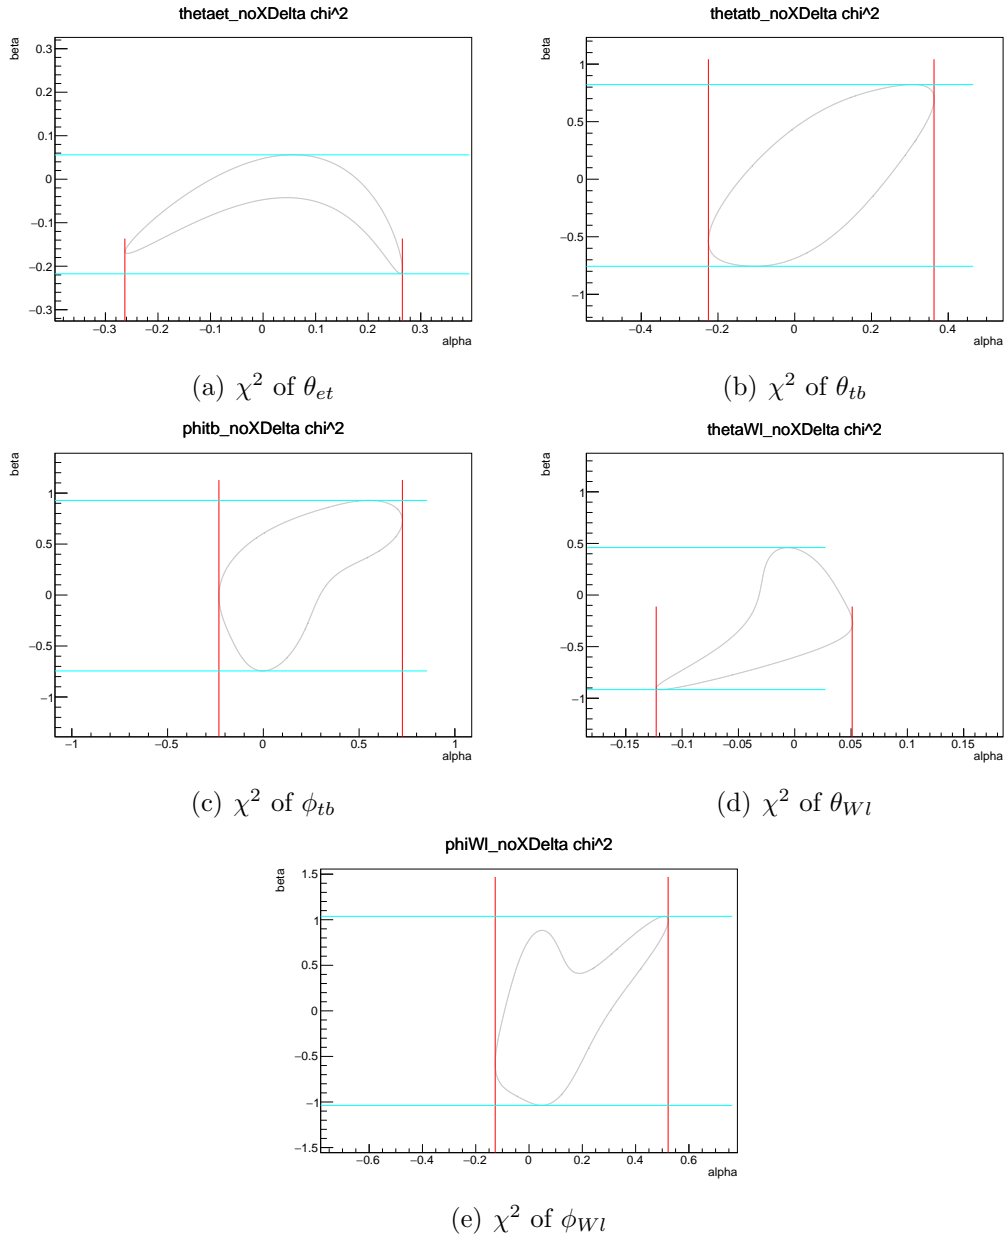 thetaet_noXDelta chi^2
beta
0.3
0.2
0.1
0
−0.1
−0.2
−0.3
−0.3 −0.2 −0.1 0 0.1 0.2 0.3
alpha
(a) χ² of θ_et
thetatb_noXDelta chi^2
beta
1
0.5
0
−0.5
−1
−0.4 −0.2 0 0.2 0.4
alpha
(b) χ² of θ_tb
phitb_noXDelta chi^2
beta
1
0.5
0
−0.5
−1
−1 −0.5 0 0.5 1
alpha
(c) χ² of ϕ_tb
thetaWl_noXDelta chi^2
beta
1
0.5
0
−0.5
−1
−0.15 −0.1 −0.05 0 0.05 0.1 0.15
alpha
(d) χ² of θ_Wl
phiWl_noXDelta chi^2
beta
1.5
1
0.5
0
−0.5
−1
−1.5
−0.6 −0.4 −0.2 0 0.2 0.4 0.6
alpha
(e) χ² of ϕ_Wl